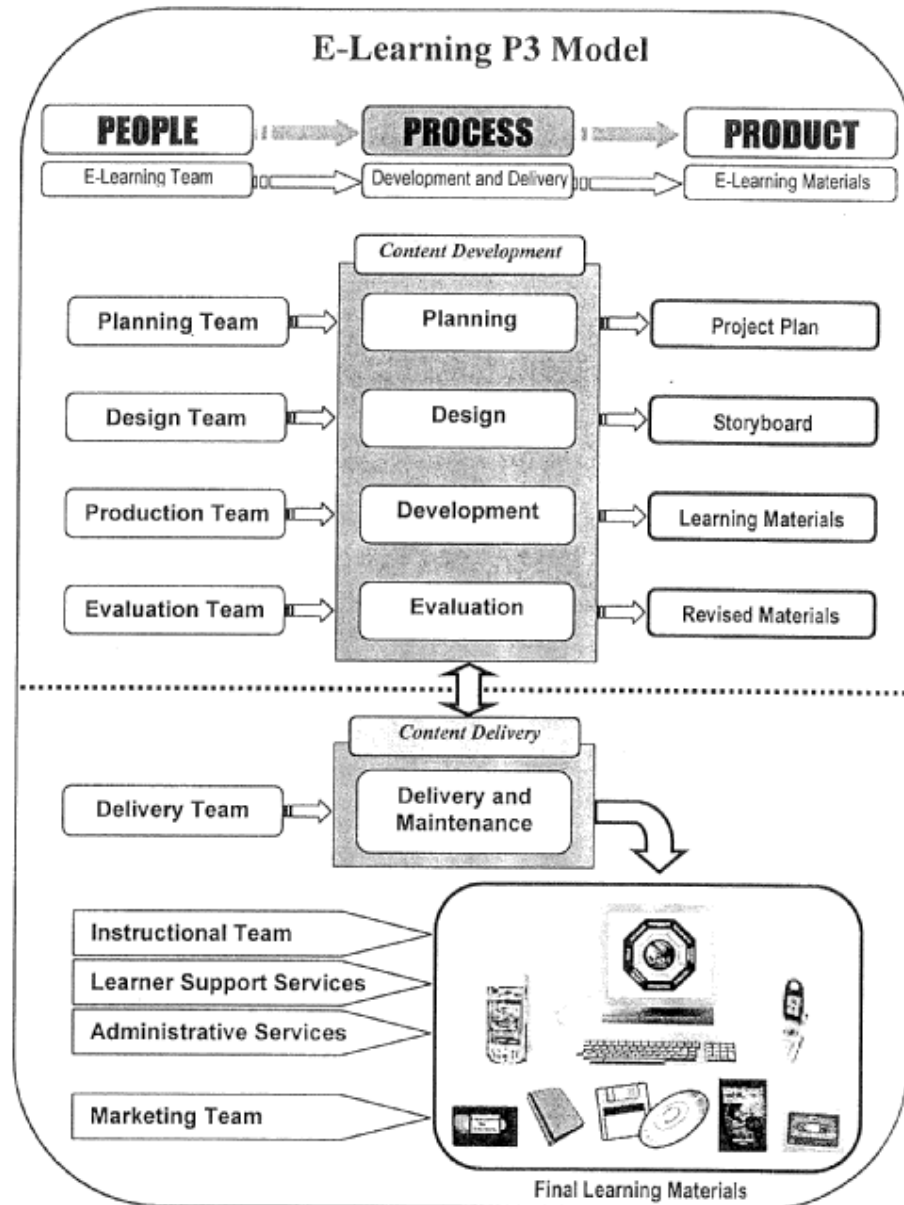 E-Learning P3 Model
PEOPLE
PROCESS
PRODUCT
E-Learning Team
Development and Delivery
E-Learning Materials
Content Development
Planning Team
Planning
Project Plan
Design Team
Design
Storyboard
Production Team
Development
Learning Materials
Evaluation Team
Evaluation
Revised Materials
Content Delivery
Delivery Team
Delivery and
Maintenance
Instructional Team
Learner Support Services
Administrative Services
Marketing Team
Final Learning Materials